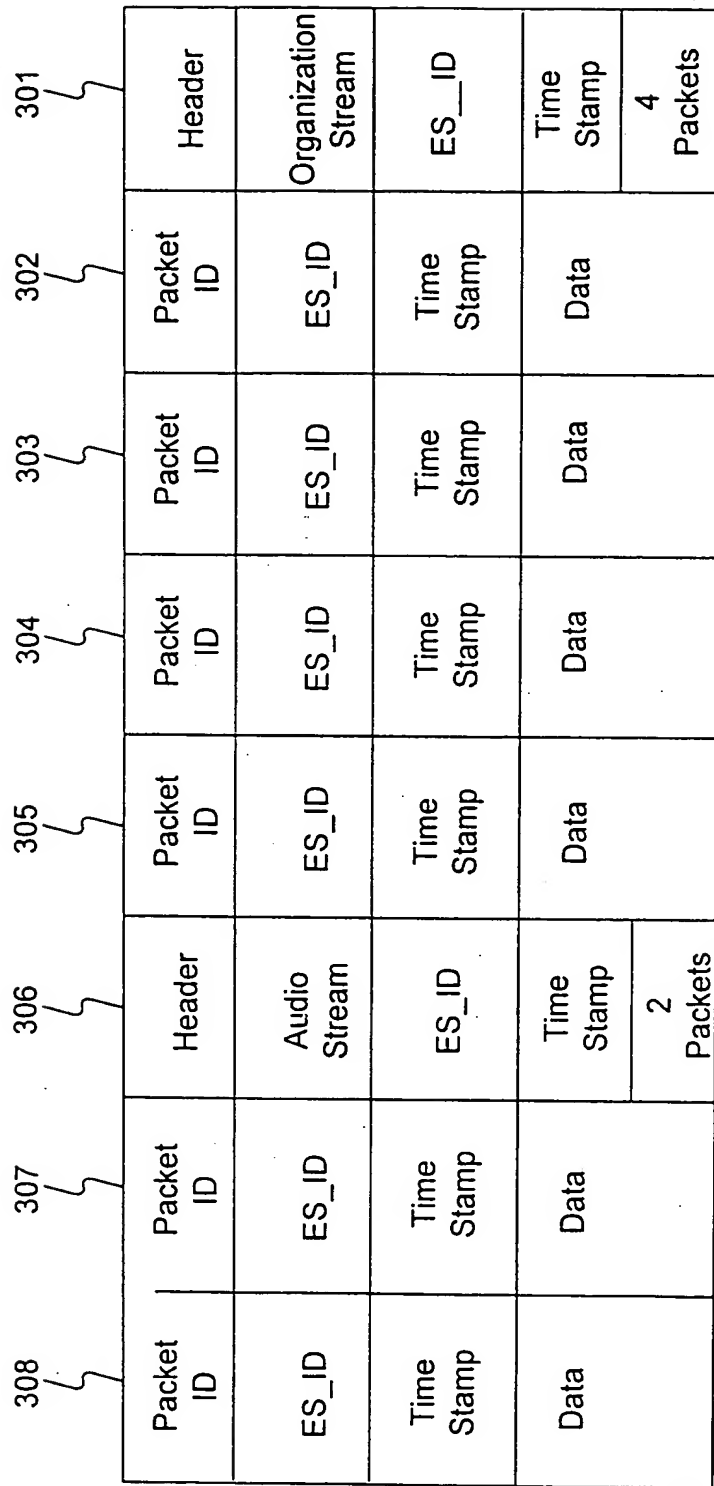 308 307 306 305 304 303 302 301
Packet Packet Header Packet Packet Packet Packet Header
ID ID ID ID ID ID
ES_ID ES_ID Audio Stream ES_ID ES_ID ES_ID ES_ID Organization Stream
Time Stamp Time Stamp ES_ID Time Stamp Time Stamp Time Stamp Time Stamp ES__ID
Data Data Time Stamp Data Data Data Data Time Stamp
2 Packets 4 Packets